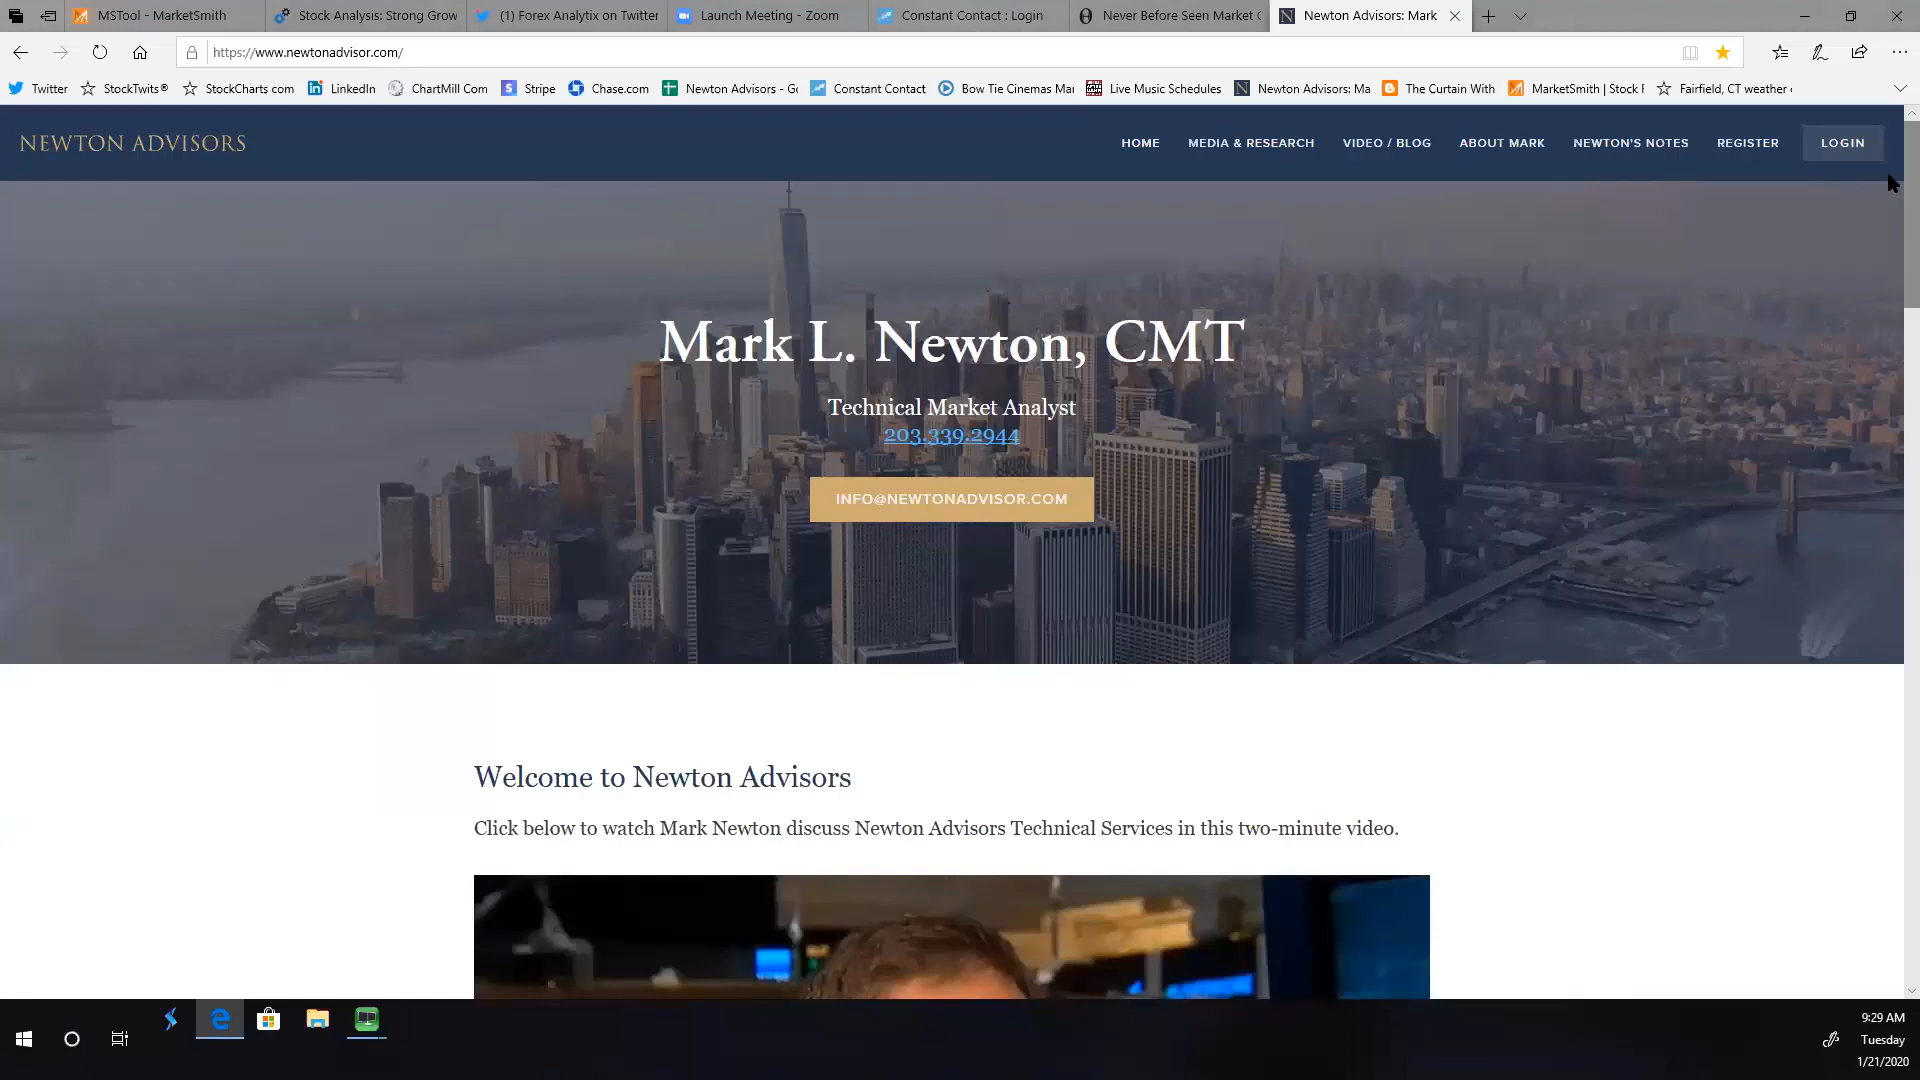 MSTool - MarketSmith
Stock Analysis: Strong Grow
(1) Forex Analytix on Twitter
Launch Meeting - Zoom
Constant Contact : Login
Never Before Seen Market
Newton Advisors: Mark
https://www.newtonadvisor.com/
Twitter
StockTwits®
StockCharts com
LinkedIn
ChartMill Com
Stripe
Chase.com
Newton Advisors - Go
Constant Contact
Bow Tie Cinemas Mar
Live Music Schedules
Newton Advisors: Ma
The Curtain With
MarketSmith | Stock
Fairfield, CT weather
NEWTON ADVISORS
HOME
MEDIA & RESEARCH
VIDEO / BLOG
ABOUT MARK
NEWTON'S NOTES
REGISTER
LOGIN
Mark L. Newton, CMT
Technical Market Analyst
203.339.2944
INFO@NEWTONADVISOR.COM
Welcome to Newton Advisors
Click below to watch Mark Newton discuss Newton Advisors Technical Services in this two-minute video.
9:29 AM
Tuesday
1/21/2020